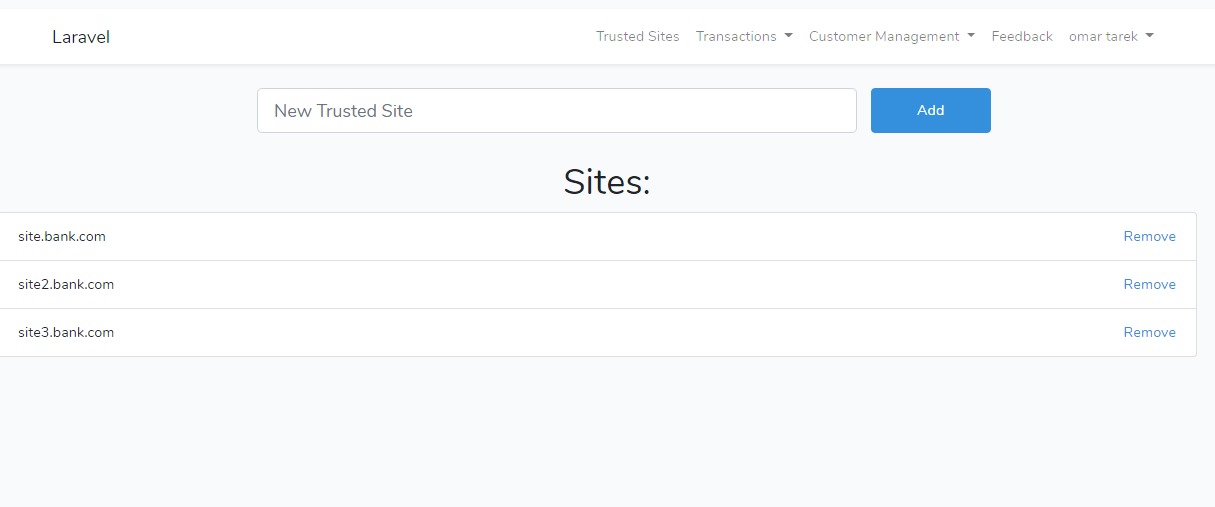 Laravel Trusted Sites Transactions Customer Management Feedback omar tarek
New Trusted Site Add
Sites:
site.bank.com Remove
site2.bank.com Remove
site3.bank.com Remove